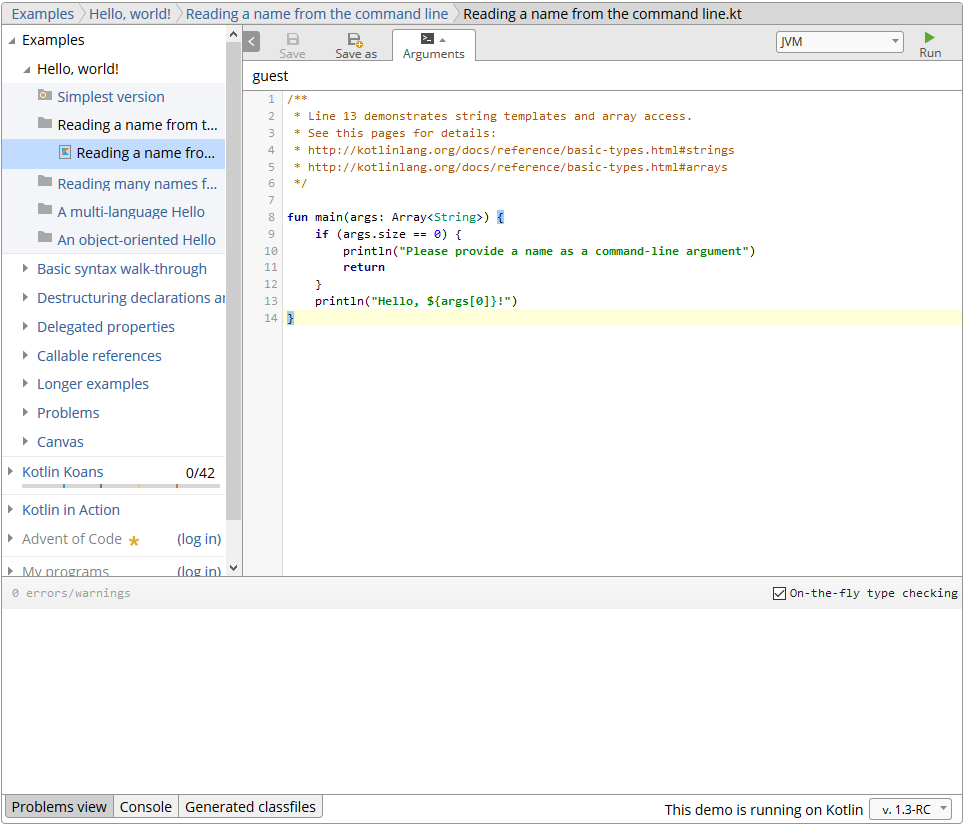 Examples Hello, world! Reading a name from the command line Reading a name from the command line.kt
Examples
Hello, world!
Simplest version
Reading a name from t...
Reading a name fro...
Reading many names f...
A multi-language Hello
An object-oriented Hello
Basic syntax walk-through
Destructuring declarations ar
Delegated properties
Callable references
Longer examples
Problems
Canvas
Kotlin Koans 0/42
Kotlin in Action
Advent of Code (log in)
My programs (log in)
Save Save as Arguments JVM Run
guest
1 /**
2 * Line 13 demonstrates string templates and array access.
3 * See this pages for details:
4 * http://kotlinlang.org/docs/reference/basic-types.html#strings
5 * http://kotlinlang.org/docs/reference/basic-types.html#arrays
6 */
7
8 fun main(args: Array<String>) {
9 if (args.size == 0) {
10 println("Please provide a name as a command-line argument")
11 return
12 }
13 println("Hello, ${args[0]}!")
14 }
0 errors/warnings On-the-fly type checking
Problems view Console Generated classfiles This demo is running on Kotlin v. 1.3-RC